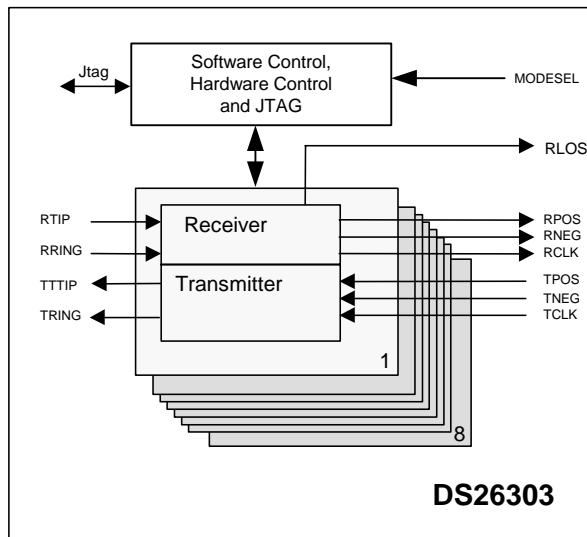 Software Control,
Hardware Control
and JTAG
Jtag
MODESEL
RLOS
RTIP
RRING
TTTIP
TRING
Receiver
Transmitter
RPOS
RNEG
RCLK
TPOS
TNEG
TCLK
1
8
DS26303